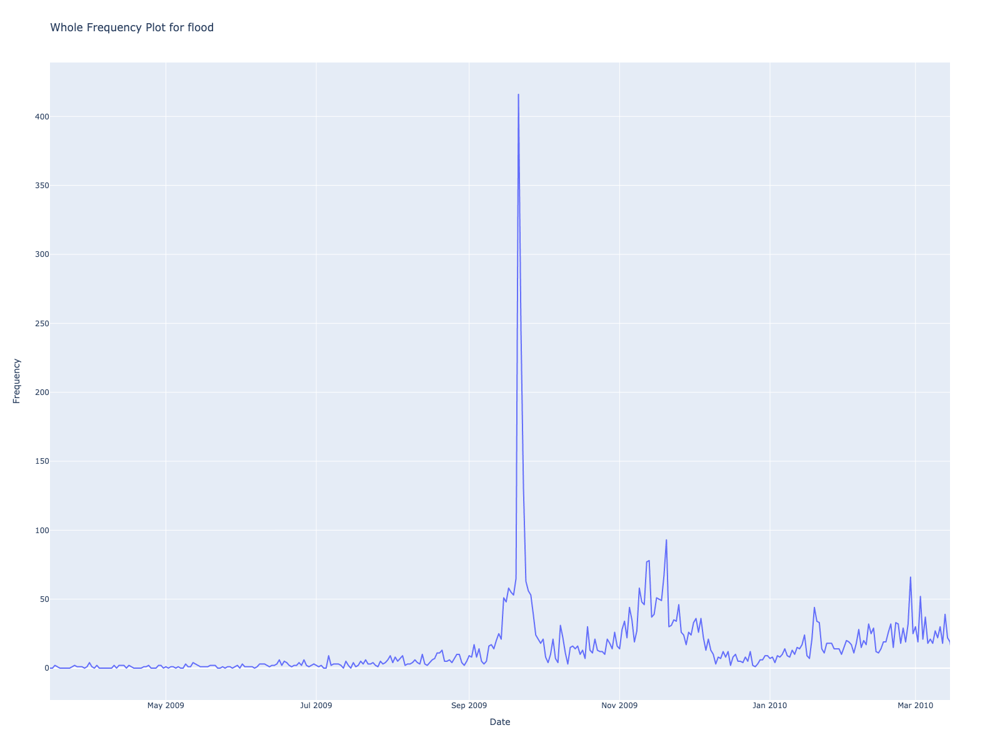 Whole Frequency Plot for flood
400
350
300
250
200
150
100
50
0
Frequency
May 2009
Jul 2009
Sep 2009
Nov 2009
Jan 2010
Mar 2010
Date